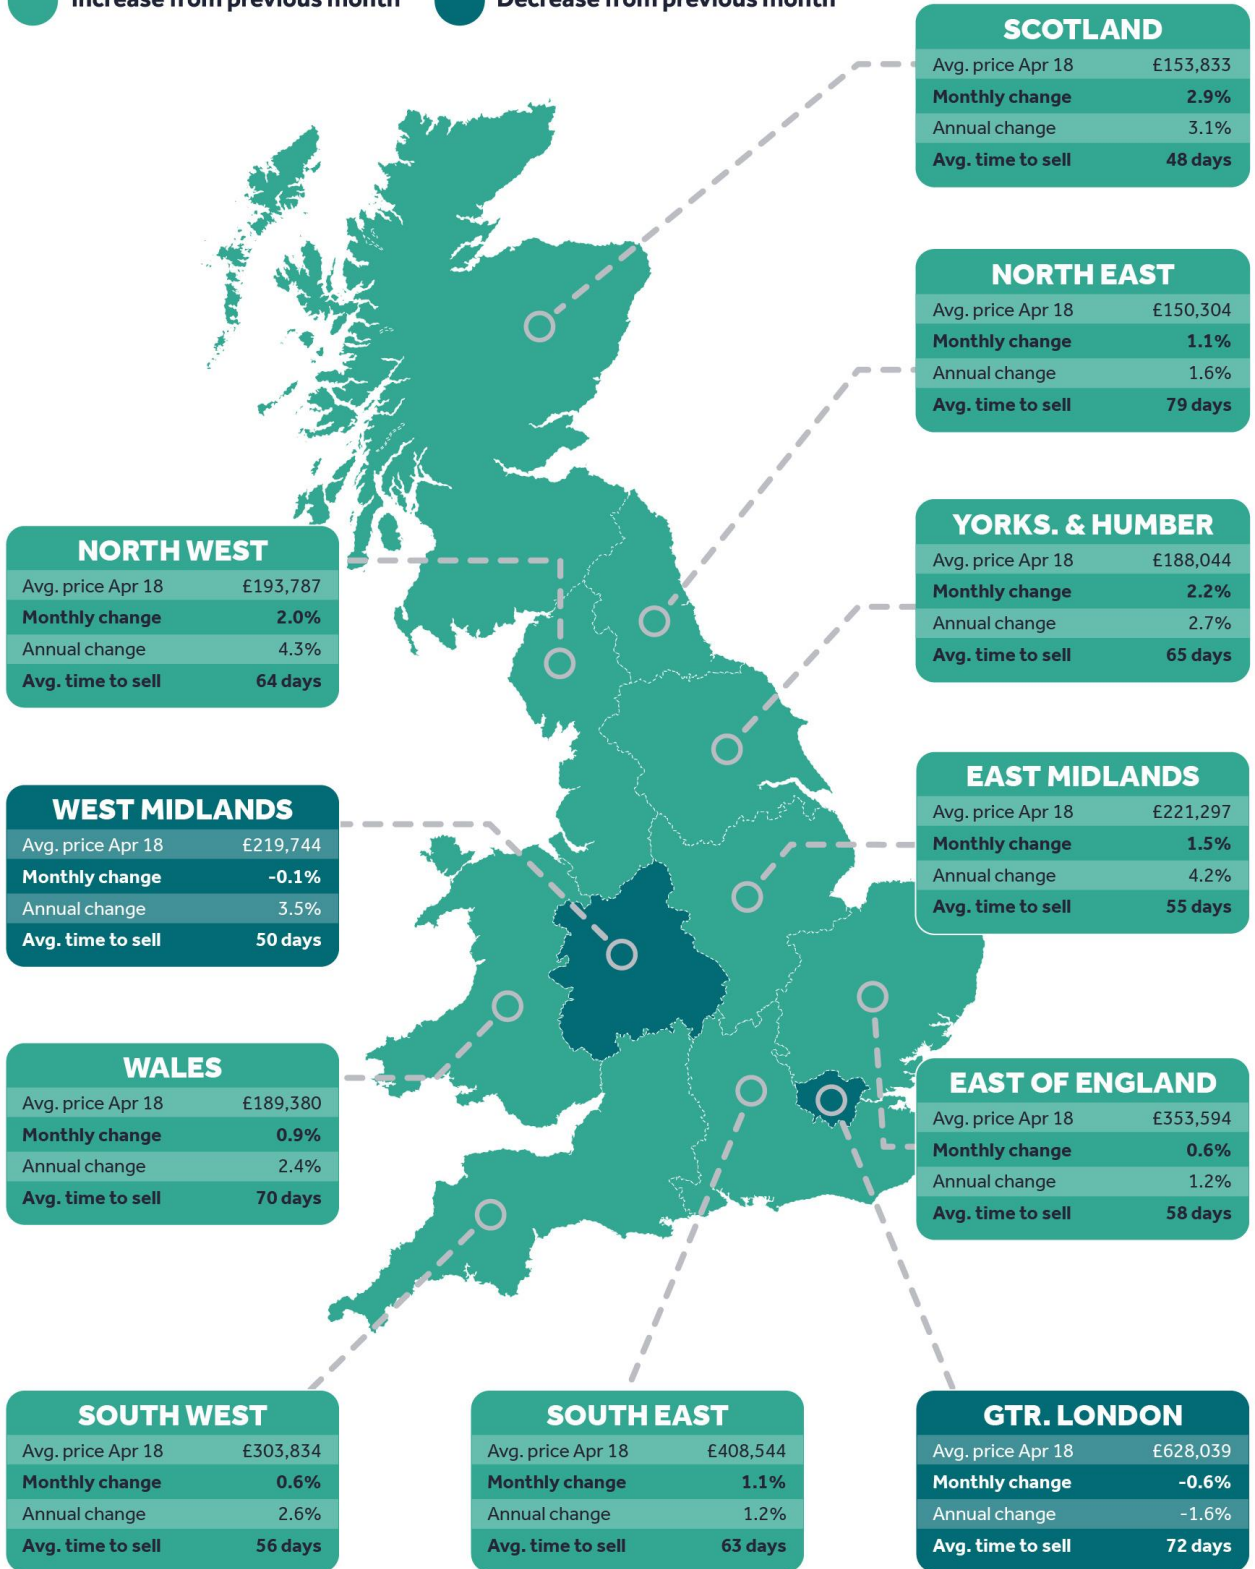 Increase from previous month
Decrease from previous month
SCOTLAND
Avg. price Apr 18 £153,833
Monthly change 2.9%
Annual change 3.1%
Avg. time to sell 48 days
NORTH EAST
Avg. price Apr 18 £150,304
Monthly change 1.1%
Annual change 1.6%
Avg. time to sell 79 days
YORKS. & HUMBER
Avg. price Apr 18 £188,044
Monthly change 2.2%
Annual change 2.7%
Avg. time to sell 65 days
NORTH WEST
Avg. price Apr 18 £193,787
Monthly change 2.0%
Annual change 4.3%
Avg. time to sell 64 days
EAST MIDLANDS
Avg. price Apr 18 £221,297
Monthly change 1.5%
Annual change 4.2%
Avg. time to sell 55 days
WEST MIDLANDS
Avg. price Apr 18 £219,744
Monthly change -0.1%
Annual change 3.5%
Avg. time to sell 50 days
WALES
Avg. price Apr 18 £189,380
Monthly change 0.9%
Annual change 2.4%
Avg. time to sell 70 days
EAST OF ENGLAND
Avg. price Apr 18 £353,594
Monthly change 0.6%
Annual change 1.2%
Avg. time to sell 58 days
SOUTH WEST
Avg. price Apr 18 £303,834
Monthly change 0.6%
Annual change 2.6%
Avg. time to sell 56 days
SOUTH EAST
Avg. price Apr 18 £408,544
Monthly change 1.1%
Annual change 1.2%
Avg. time to sell 63 days
GTR. LONDON
Avg. price Apr 18 £628,039
Monthly change -0.6%
Annual change -1.6%
Avg. time to sell 72 days